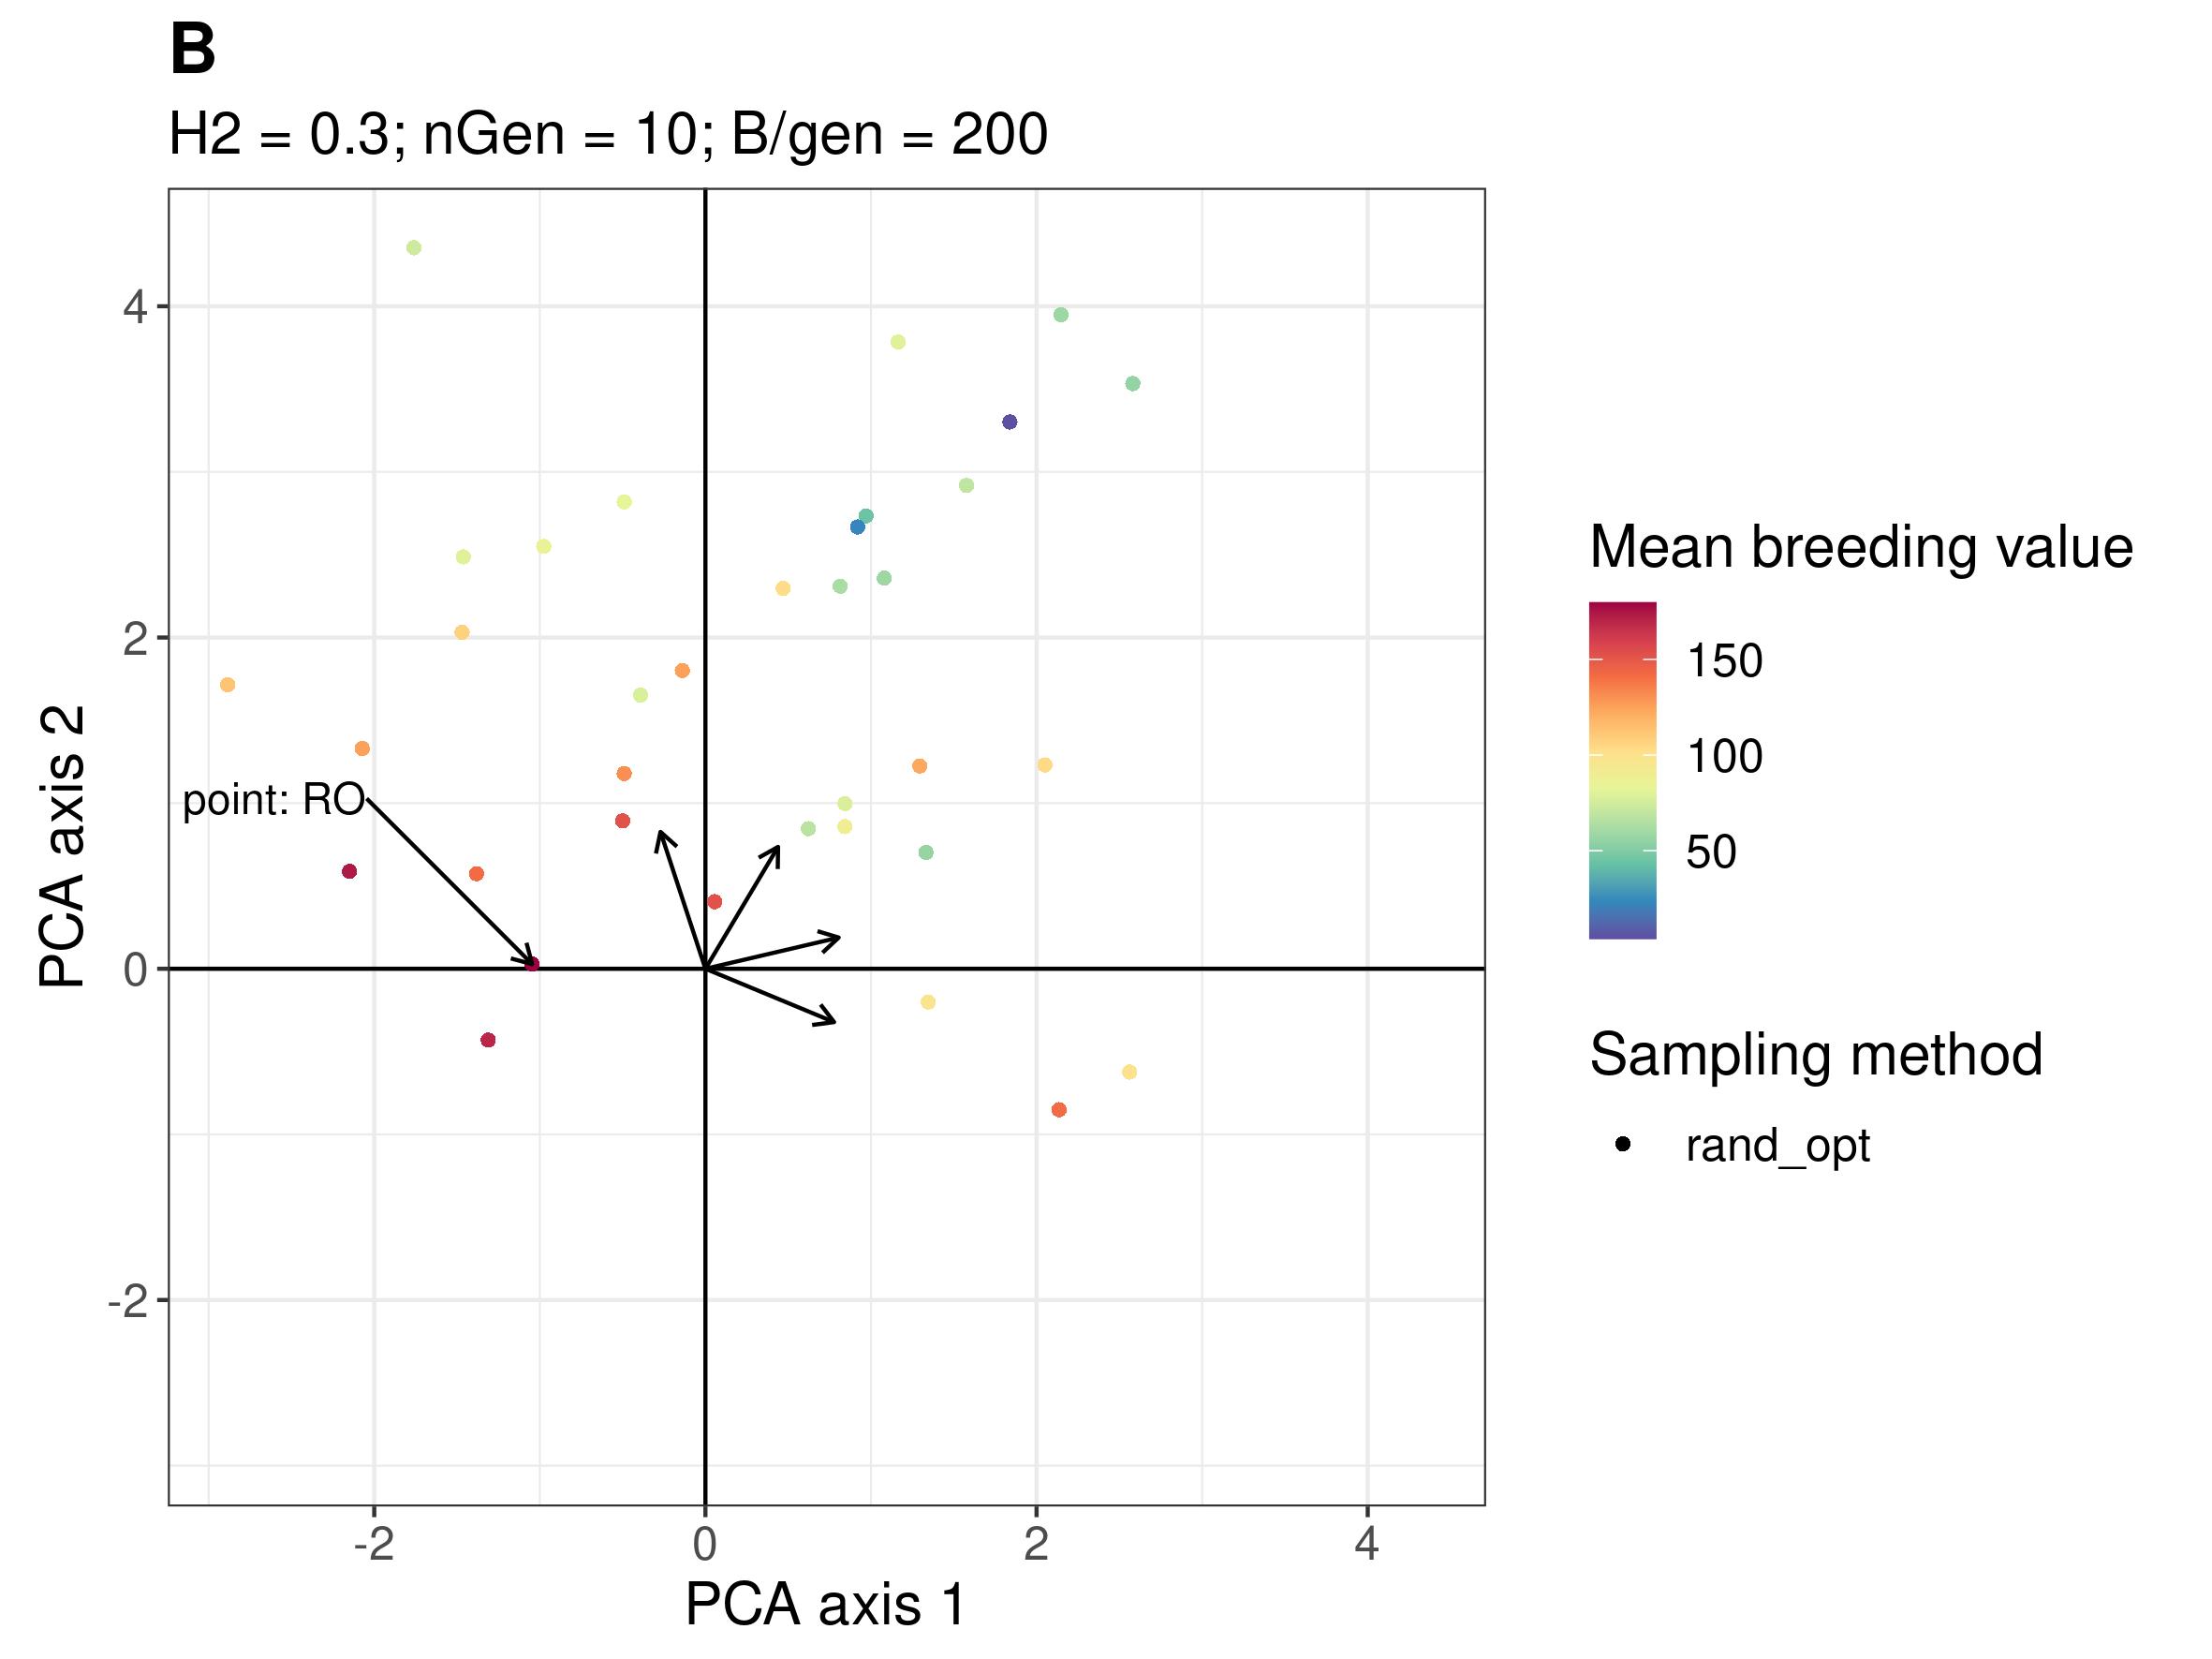 B
H2 = 0.3; nGen = 10; B/gen = 200
4
2
0
-2
PCA axis 2
point: RO
-2
0
2
4
PCA axis 1
Mean breeding value
150
100
50
Sampling method
rand_opt